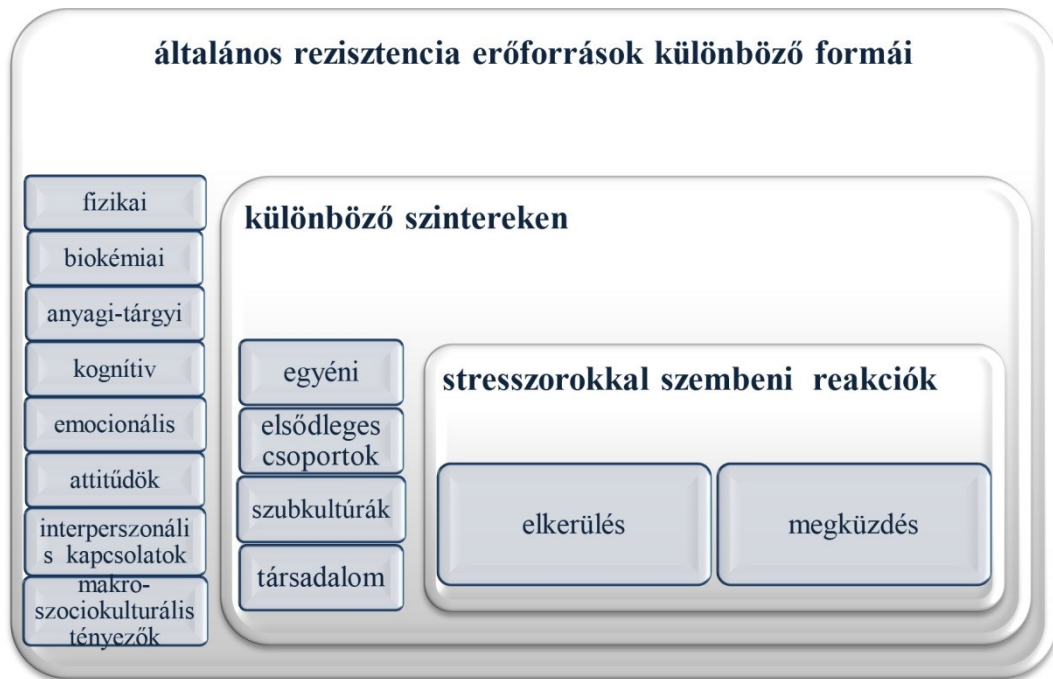 általános rezisztencia erőforrások különböző formái
fizikai
biokémiai
anyagi-tárgyi
kognitív
emocionális
attitűdök
interperszonáli
s kapcsolatok
makro-
szociokulturális
tényezők
különböző szintereken
egyéni
elsődleges
csoportok
szubkultúrák
társadalom
stresszorokkal szembeni reakciók
elkerülés
megküzdés